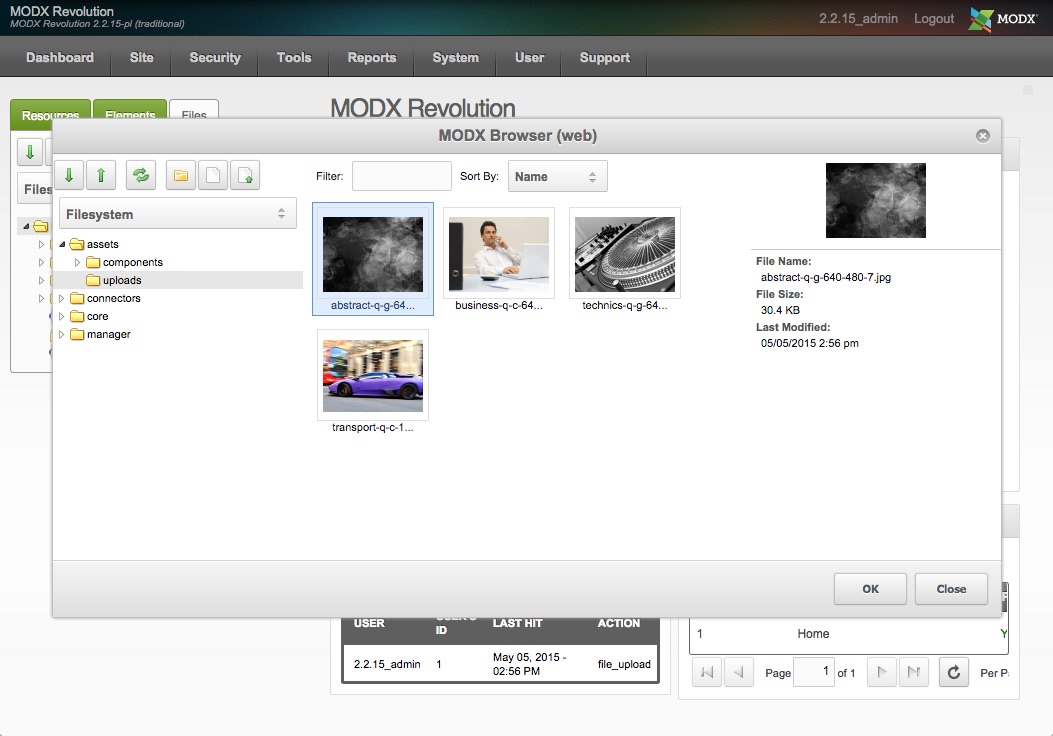 MODX Revolution
MODX Revolution 2.2.15-pl (traditional)
2.2.15_admin Logout MODX
Dashboard Site Security Tools Reports System User Support
Resources Elements Files
MODX Revolution
MODX Browser (web)
Filter: Sort By: Name
Files
Filesystem
assets
components
uploads
connectors
core
manager
abstract-q-g-64...
business-q-c-64...
technics-q-g-64...
transport-q-c-1...
File Name:
abstract-q-g-640-480-7.jpg
File Size:
30.4 KB
Last Modified:
05/05/2015 2:56 pm
OK Close
USER USER'S ID LAST HIT ACTION
2.2.15_admin 1 May 05, 2015 - 02:56 PM file_upload
1 Home Y
Page 1 of 1 Per Pa